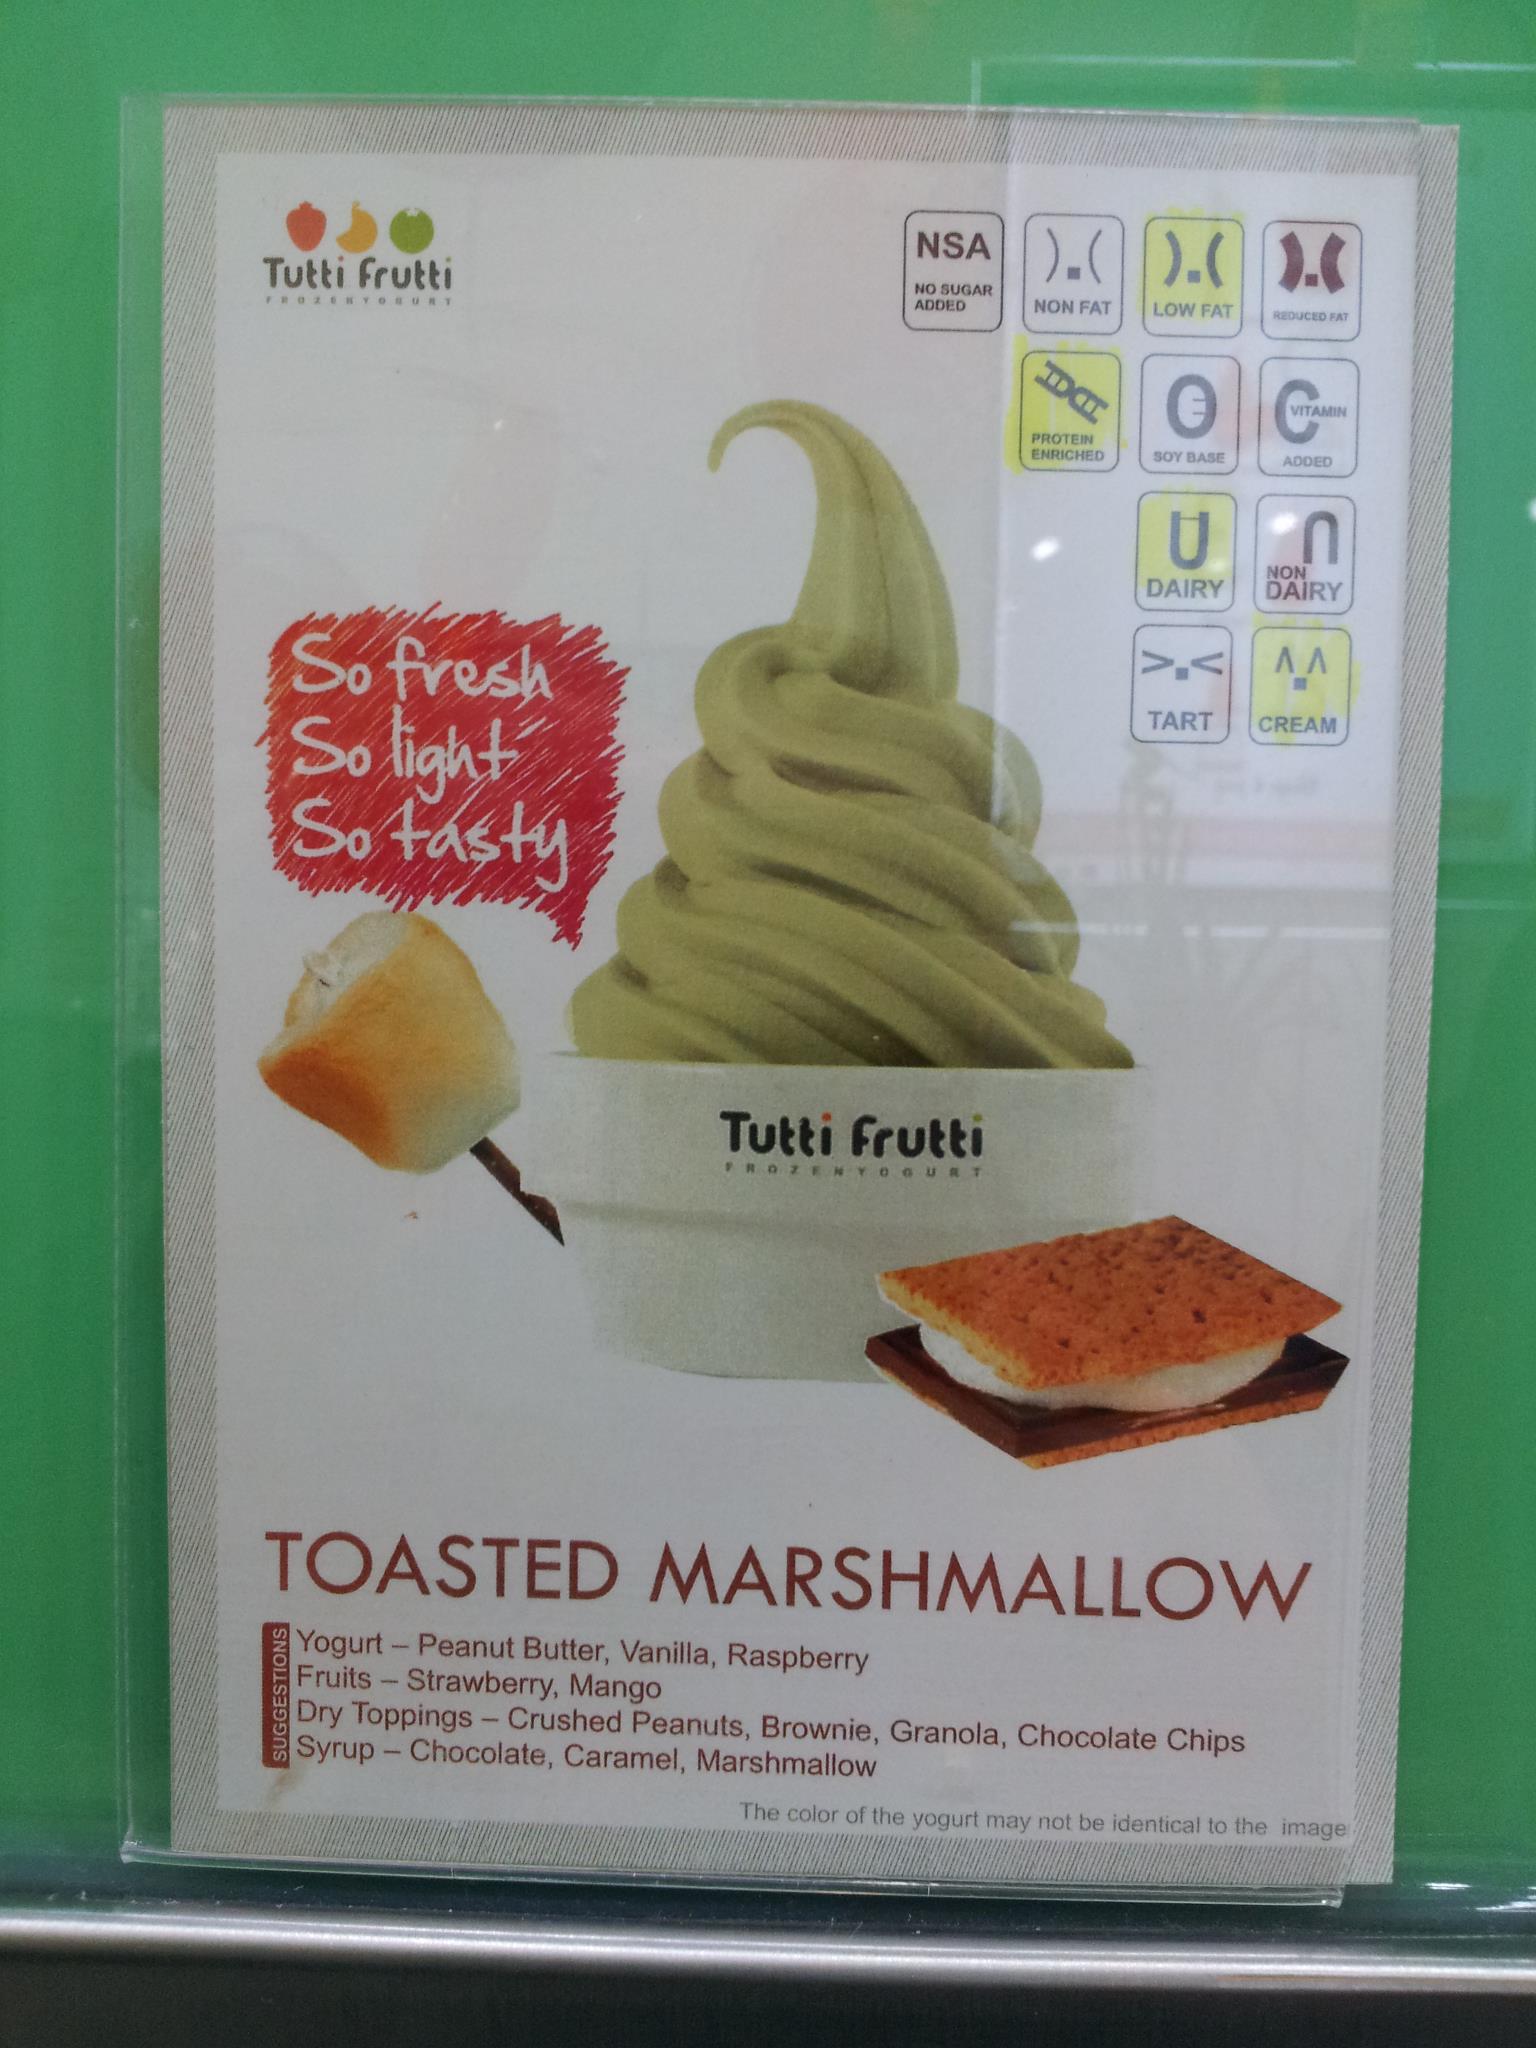 Tutti Frutti
FROZEN YOGURT
NSA
NO SUGAR
ADDED
NON FAT
LOW FAT
REDUCED FAT
PROTEIN
ENRICHED
SOY BASE
C VITAMIN
ADDED
DAIRY
NON
DAIRY
TART
CREAM
So fresh
So light
So tasty
Tutti Frutti
FROZEN YOGURT
TOASTED MARSHMALLOW
SUGGESTIONS
Yogurt – Peanut Butter, Vanilla, Raspberry
Fruits – Strawberry, Mango
Dry Toppings – Crushed Peanuts, Brownie, Granola, Chocolate Chips
Syrup – Chocolate, Caramel, Marshmallow
The color of the yogurt may not be identical to the image